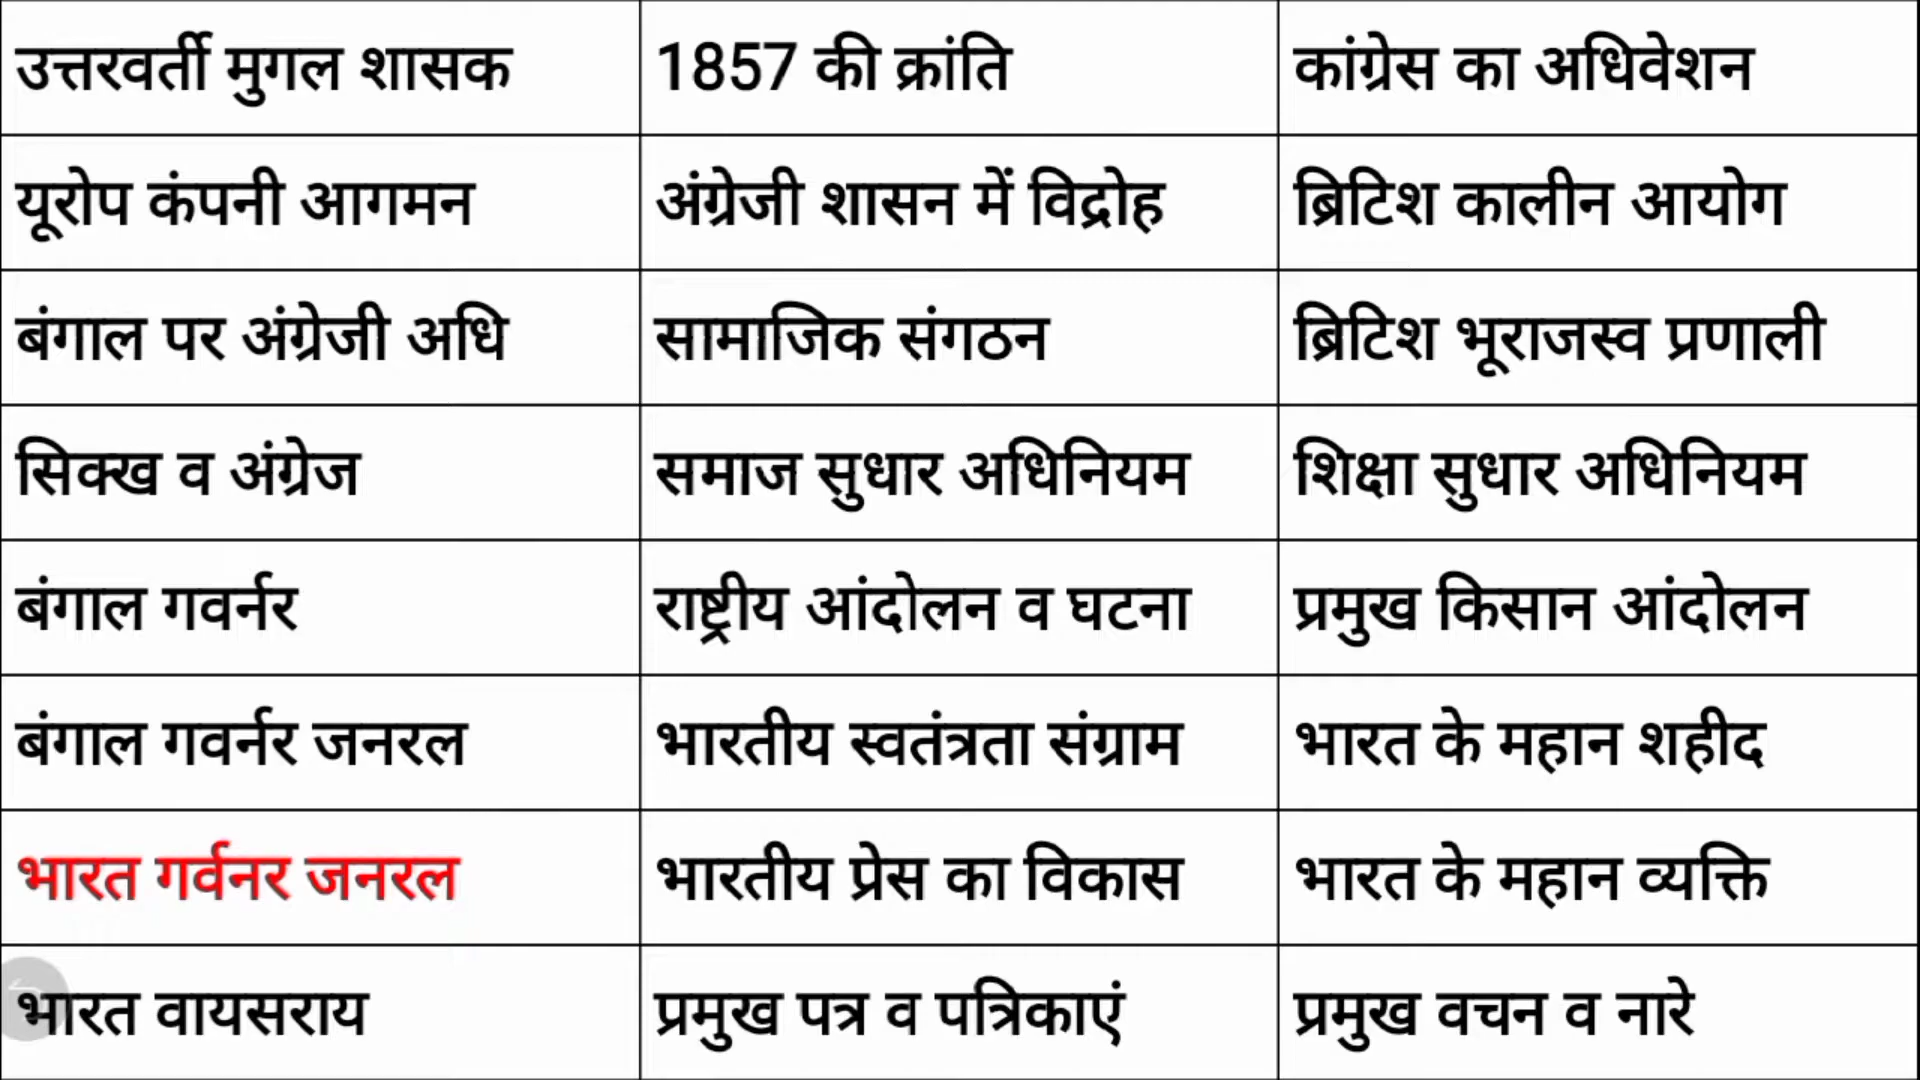 उत्तरवर्ती मुगल शासक 1857 की क्रांति कांग्रेस का अधिवेशन
यूरोप कंपनी आगमन अंग्रेजी शासन में विद्रोह ब्रिटिश कालीन आयोग
बंगाल पर अंग्रेजी अधि सामाजिक संगठन ब्रिटिश भूराजस्व प्रणाली
सिक्ख व अंग्रेज समाज सुधार अधिनियम शिक्षा सुधार अधिनियम
बंगाल गवर्नर राष्ट्रीय आंदोलन व घटना प्रमुख किसान आंदोलन
बंगाल गवर्नर जनरल भारतीय स्वतंत्रता संग्राम भारत के महान शहीद
भारत गर्वनर जनरल भारतीय प्रेस का विकास भारत के महान व्यक्ति
भारत वायसराय प्रमुख पत्र व पत्रिकाएं प्रमुख वचन व नारे